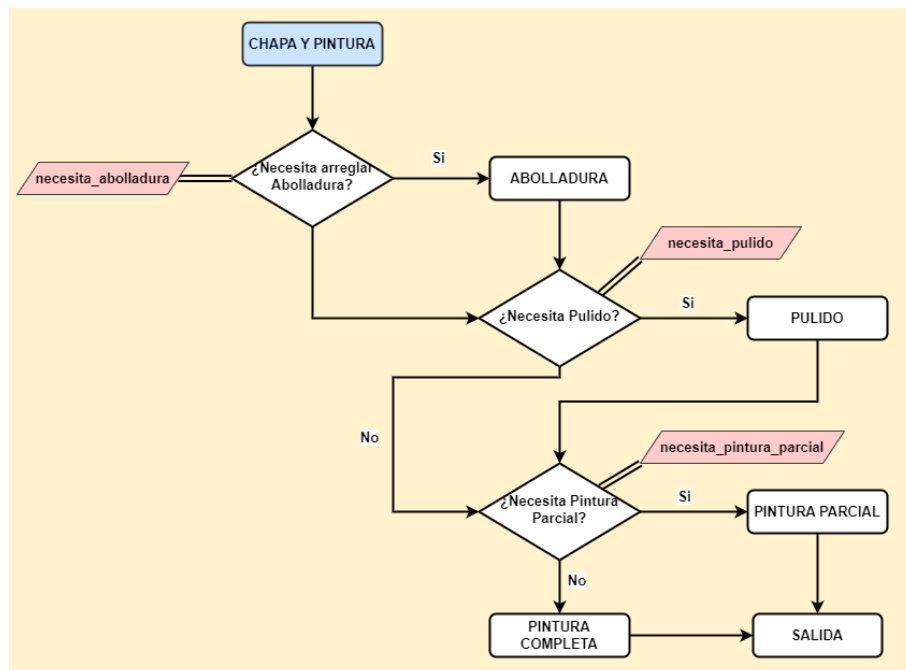 CHAPA Y PINTURA
¿Necesita arreglar
Abolladura?
necesita_abolladura
Si
ABOLLADURA
necesita_pulido
¿Necesita Pulido?
Si
PULIDO
No
necesita_pintura_parcial
¿Necesita Pintura
Parcial?
Si
PINTURA PARCIAL
No
PINTURA
COMPLETA
SALIDA